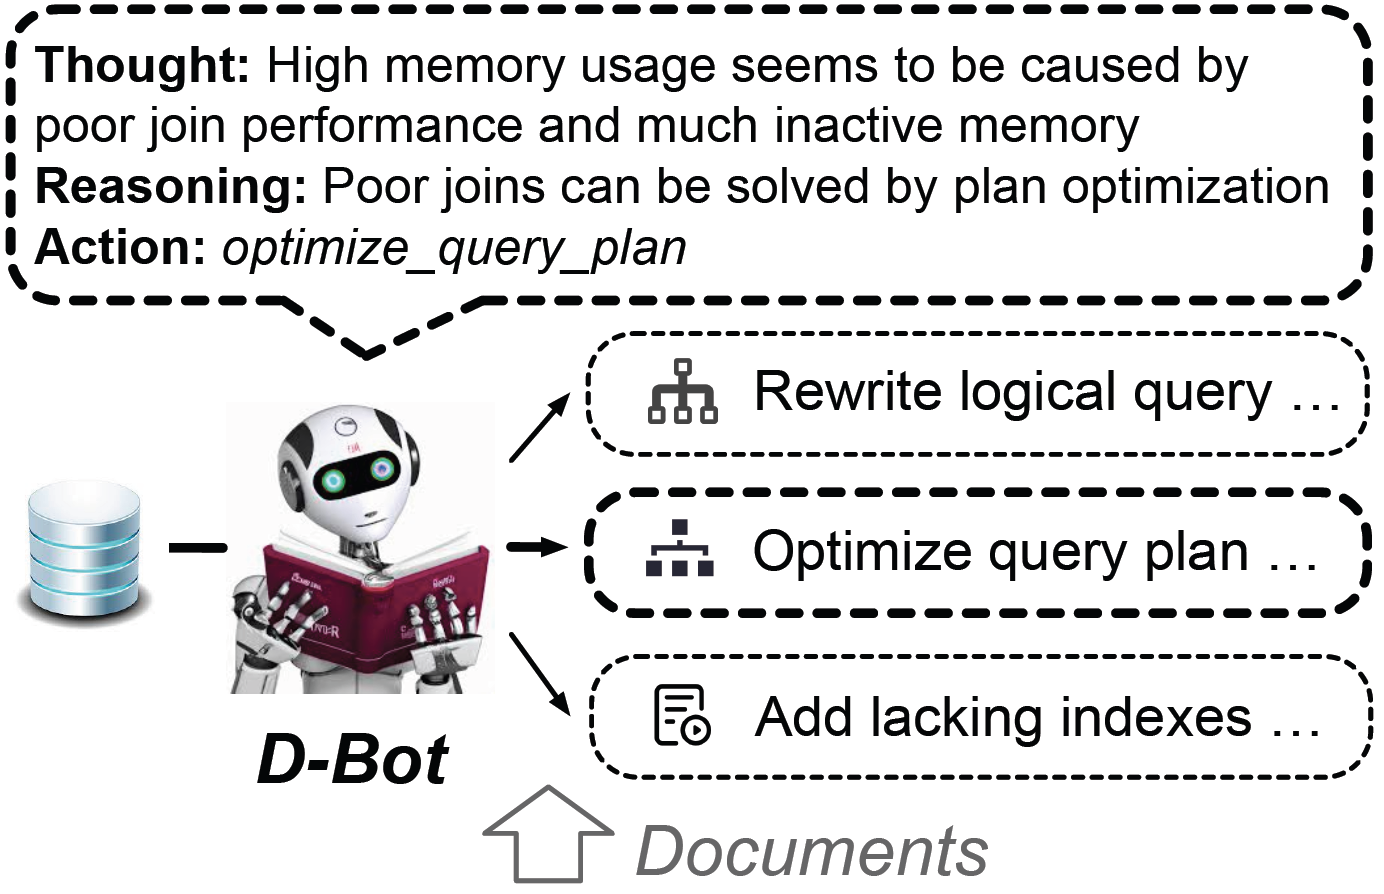 Thought: High memory usage seems to be caused by
poor join performance and much inactive memory
Reasoning: Poor joins can be solved by plan optimization
Action: optimize_query_plan
Rewrite logical query …
Optimize query plan …
Add lacking indexes …
D-Bot
Documents